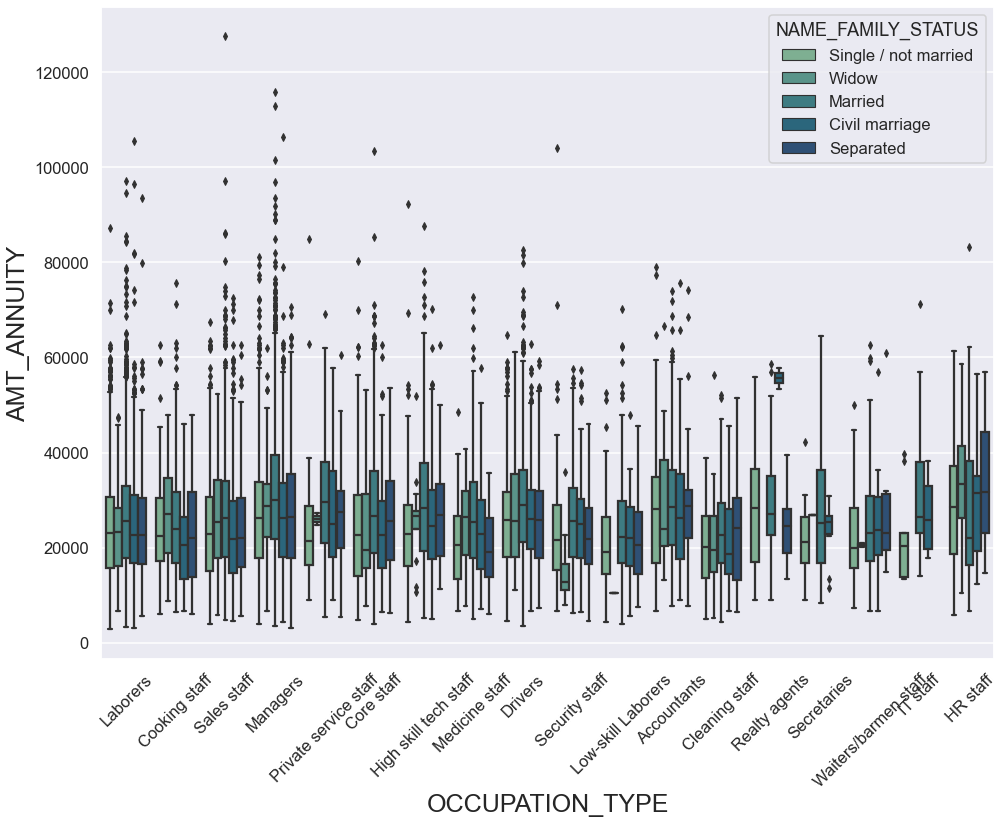 NAME_FAMILY_STATUS
Single / not married
Widow
Married
Civil marriage
Separated
120000
100000
80000
60000
40000
20000
0
AMT_ANNUITY
Laborers
Cooking staff
Sales staff
Managers
Private service staff
Core staff
High skill tech staff
Medicine staff
Drivers
Security staff
Low-skill Laborers
Accountants
Cleaning staff
Realty agents
Secretaries
Waiters/barmen staff
IT staff
HR staff
OCCUPATION_TYPE